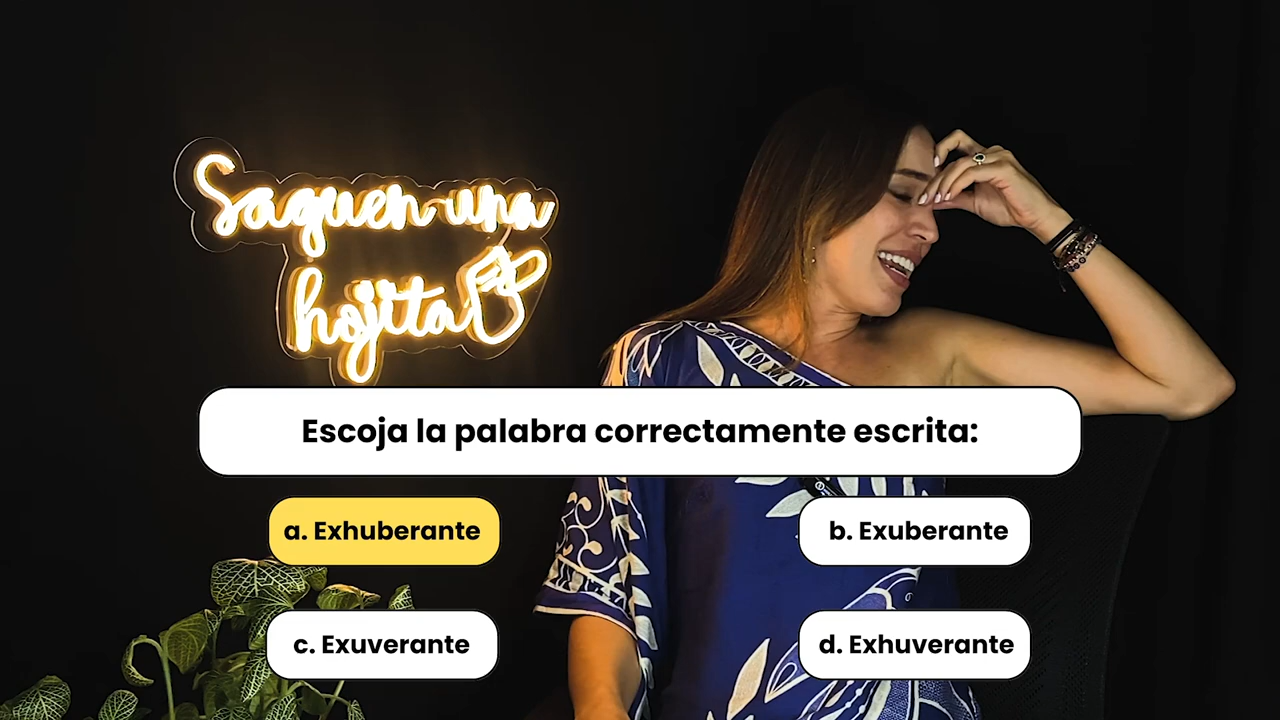 Saquen una
hojita
Escoja la palabra correctamente escrita:
a. Exhuberante
b. Exuberante
c. Exuverante
d. Exhuverante